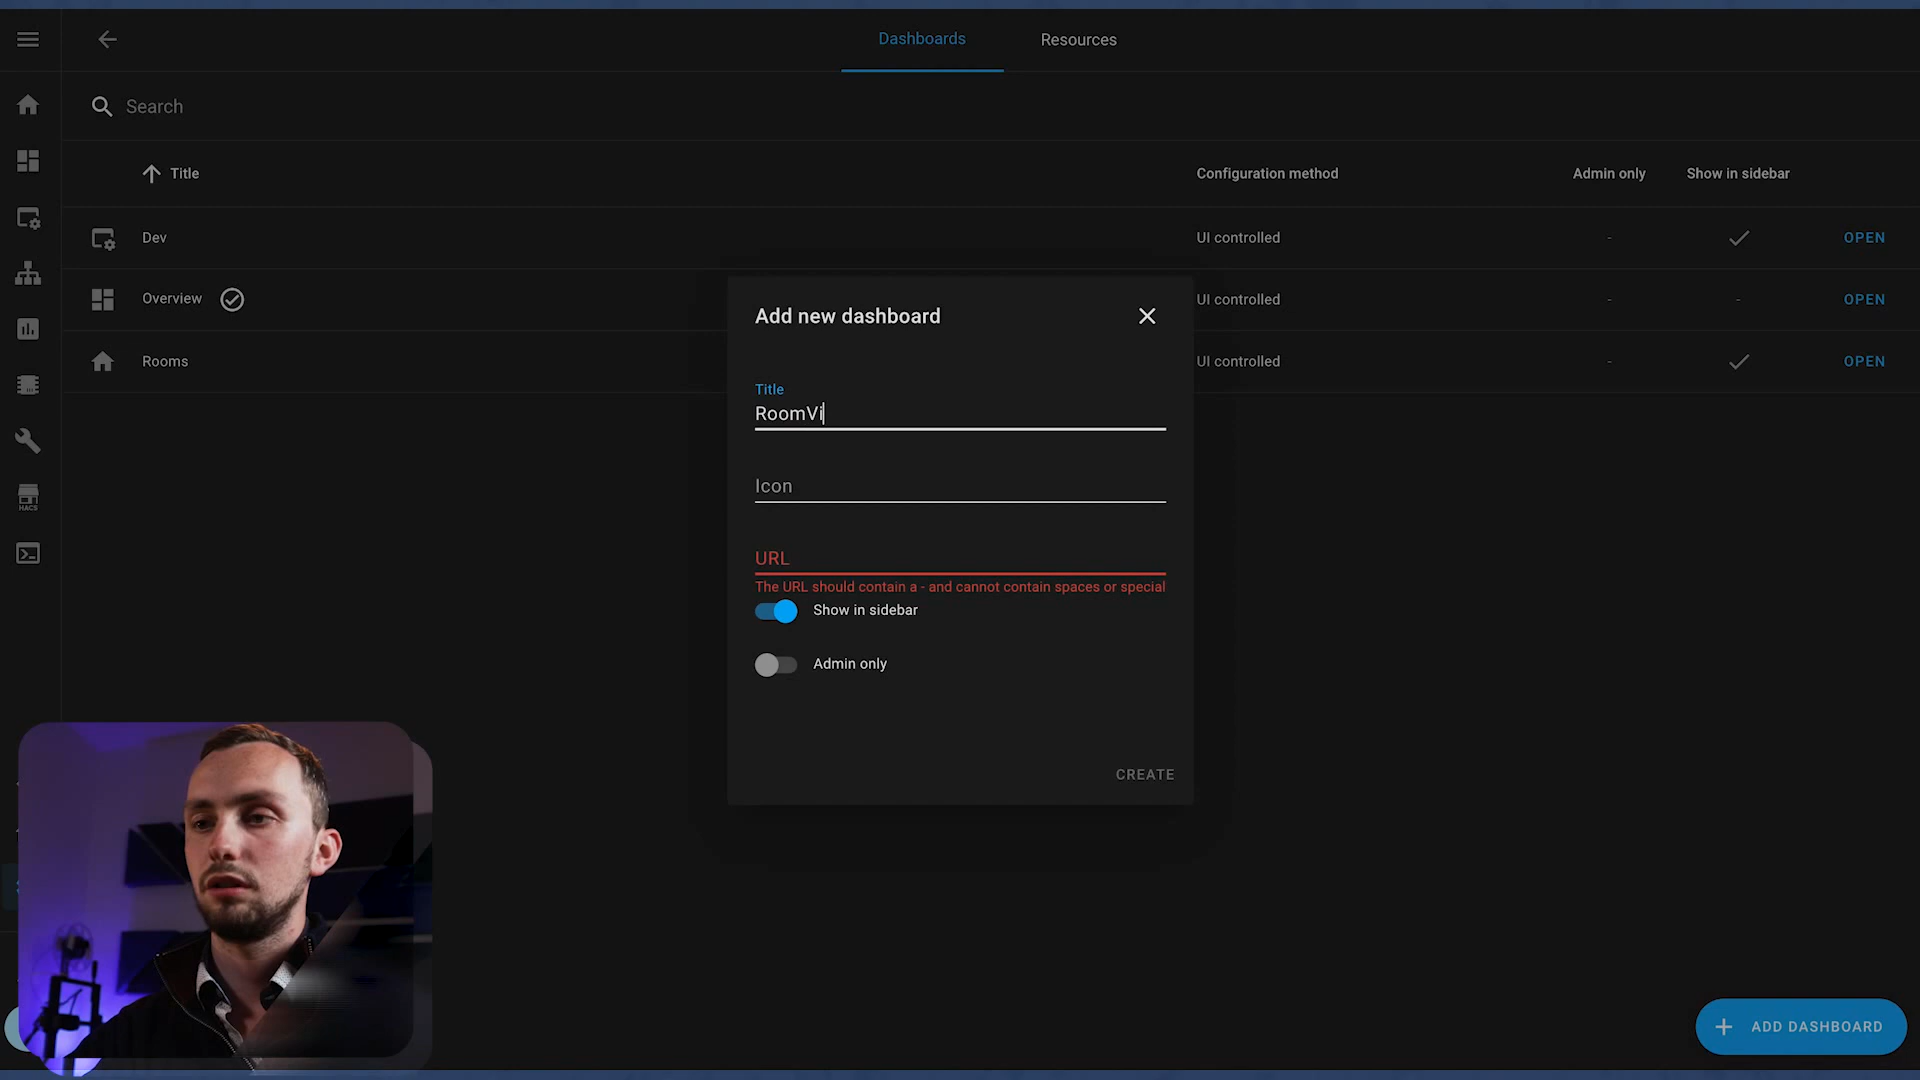 Dashboards
Resources
Search
Title
Configuration method
Admin only
Show in sidebar
Dev
UI controlled
-
OPEN
Overview
UI controlled
-
-
OPEN
Rooms
UI controlled
-
OPEN
HACS
Add new dashboard
Title
RoomVi
Icon
URL
The URL should contain a - and cannot contain spaces or special
Show in sidebar
Admin only
CREATE
ADD DASHBOARD